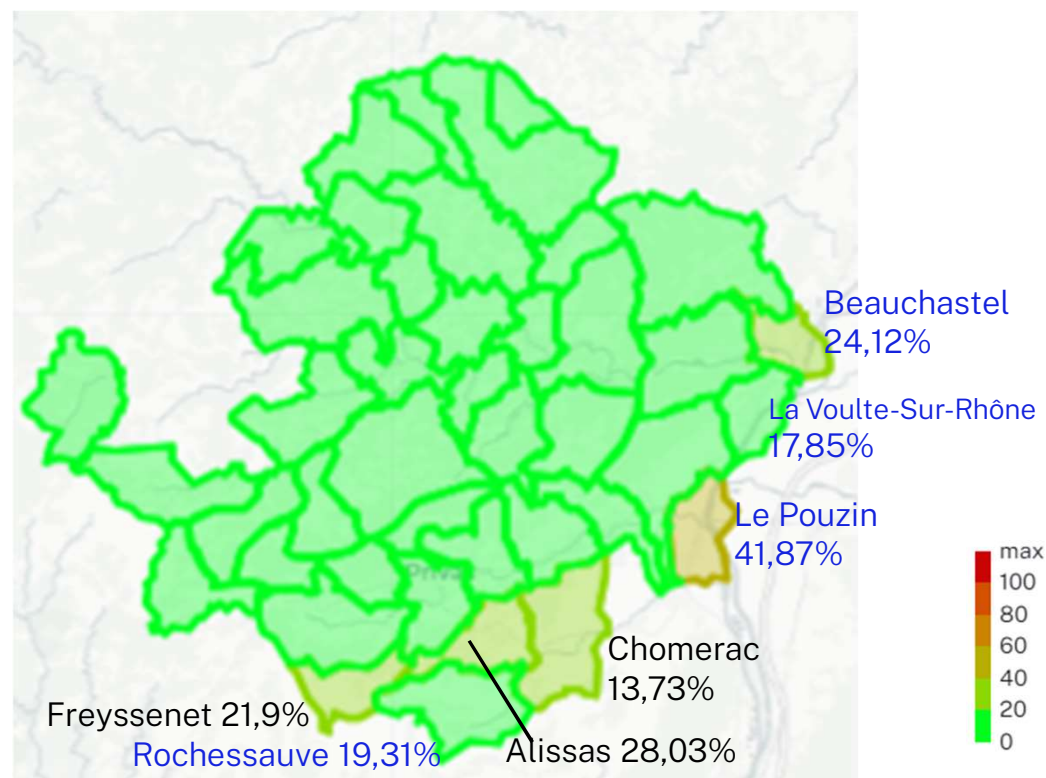 Beauchastel
24,12%
La Voulte-Sur-Rhône
17,85%
Le Pouzin
41,87%
max
100
80
60
40
20
0
Chomerac
13,73%
Freyssenet 21,9%
Rochessauve 19,31%
Alissas 28,03%